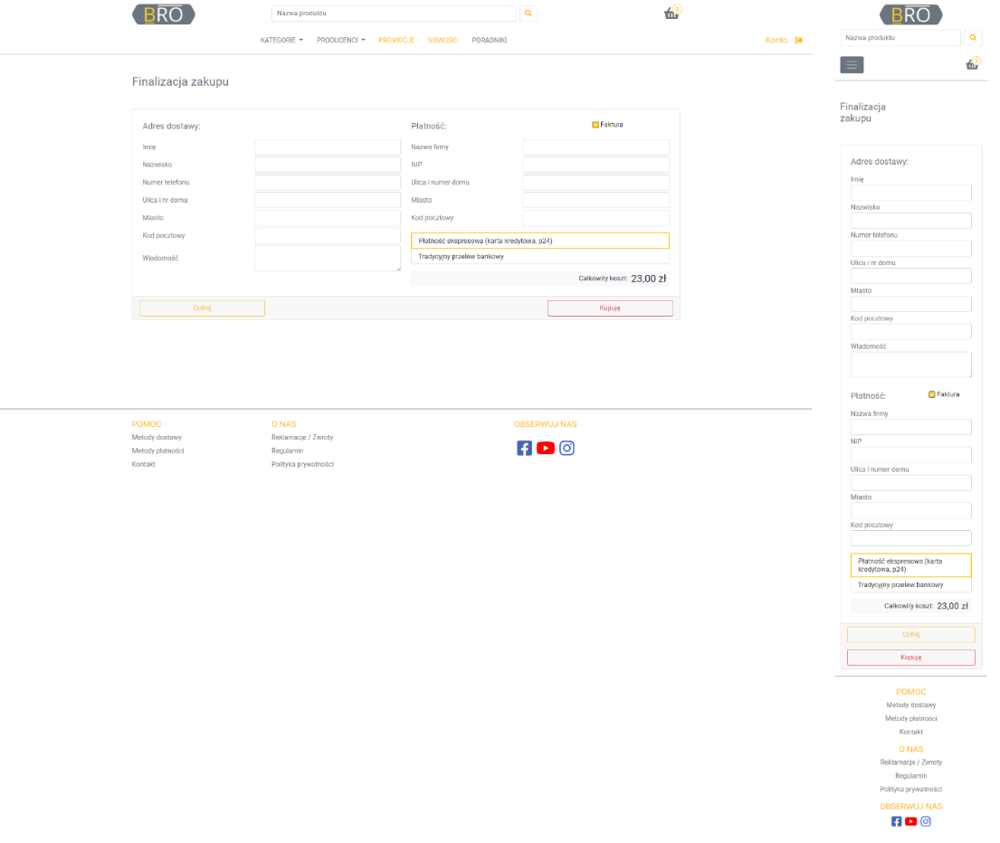 BRO
Nazwa produktu
3
KATEGORIE
PRODUCENCI
PROMOCJE
NOWOŚCI
PORADNIKI
Konto
Finalizacja zakupu
Adres dostawy:
Imię
Nazwisko
Numer telefonu
Ulica i nr domu
Miasto
Kod pocztowy
Wiadomość
Płatność:
Faktura
Nazwa firmy
NIP
Ulica i numer domu
Miasto
Kod pocztowy
Płatność ekspresowa (karta kredytowa, p24)
Tradycyjny przelew bankowy
Całkowity koszt: 23,00 zł
Cofnij
Kupuję
POMOC
Metody dostawy
Metody płatności
Kontakt
O NAS
Reklamacje / Zwroty
Regulamin
Polityka prywatności
OBSERWUJ NAS
BRO
Nazwa produktu
3
Finalizacja
zakupu
Adres dostawy:
Imię
Nazwisko
Numer telefonu
Ulica i nr domu
Miasto
Kod pocztowy
Wiadomość
Płatność:
Faktura
Nazwa firmy
NIP
Ulica i numer domu
Miasto
Kod pocztowy
Płatność ekspresowa (karta
kredytowa, p24)
Tradycyjny przelew bankowy
Całkowity koszt: 23,00 zł
Cofnij
Kupuję
POMOC
Metody dostawy
Metody płatności
Kontakt
O NAS
Reklamacje / Zwroty
Regulamin
Polityka prywatności
OBSERWUJ NAS